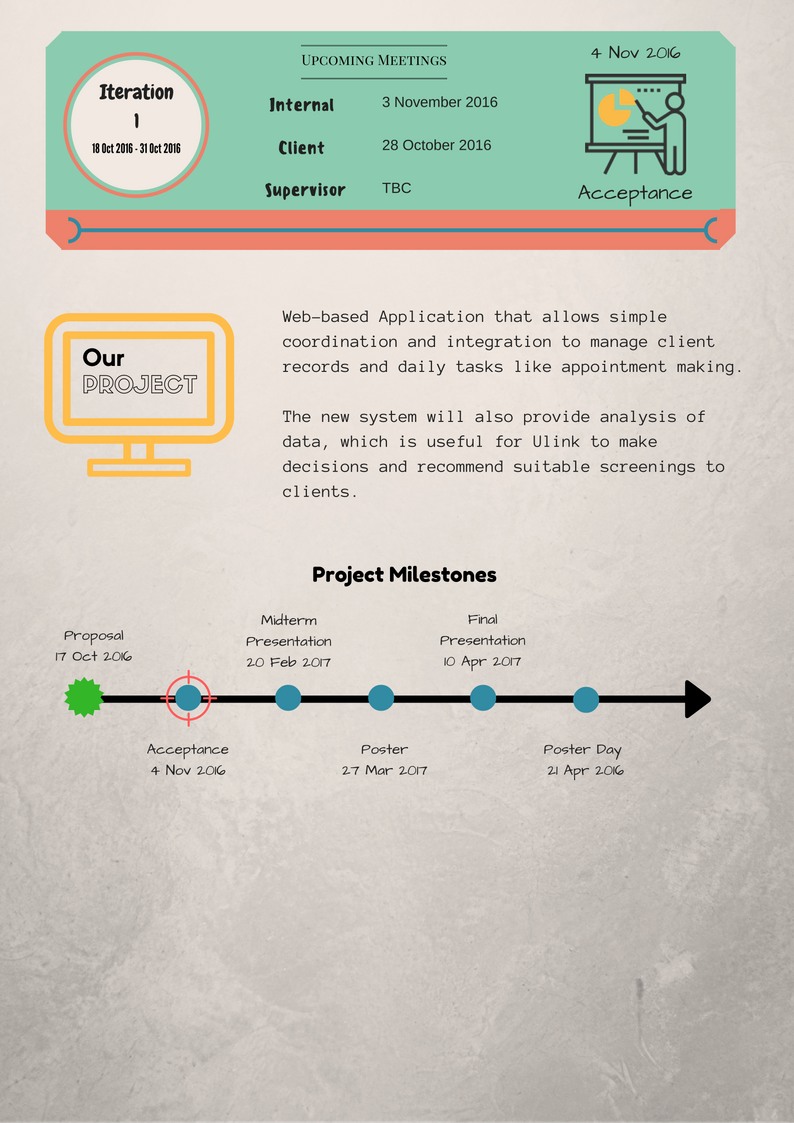 Iteration
1
18 Oct 2016 - 31 Oct 2016
Upcoming Meetings
Internal 3 November 2016
Client 28 October 2016
Supervisor TBC
4 Nov 2016
Acceptance
Our
PROJECT
Web-based Application that allows simple
coordination and integration to manage client
records and daily tasks like appointment making.
The new system will also provide analysis of
data, which is useful for Ulink to make
decisions and recommend suitable screenings to
clients.
Project Milestones
Proposal
17 Oct 2016
Acceptance
4 Nov 2016
Midterm
Presentation
20 Feb 2017
Poster
27 Mar 2017
Final
Presentation
10 Apr 2017
Poster Day
21 Apr 2016